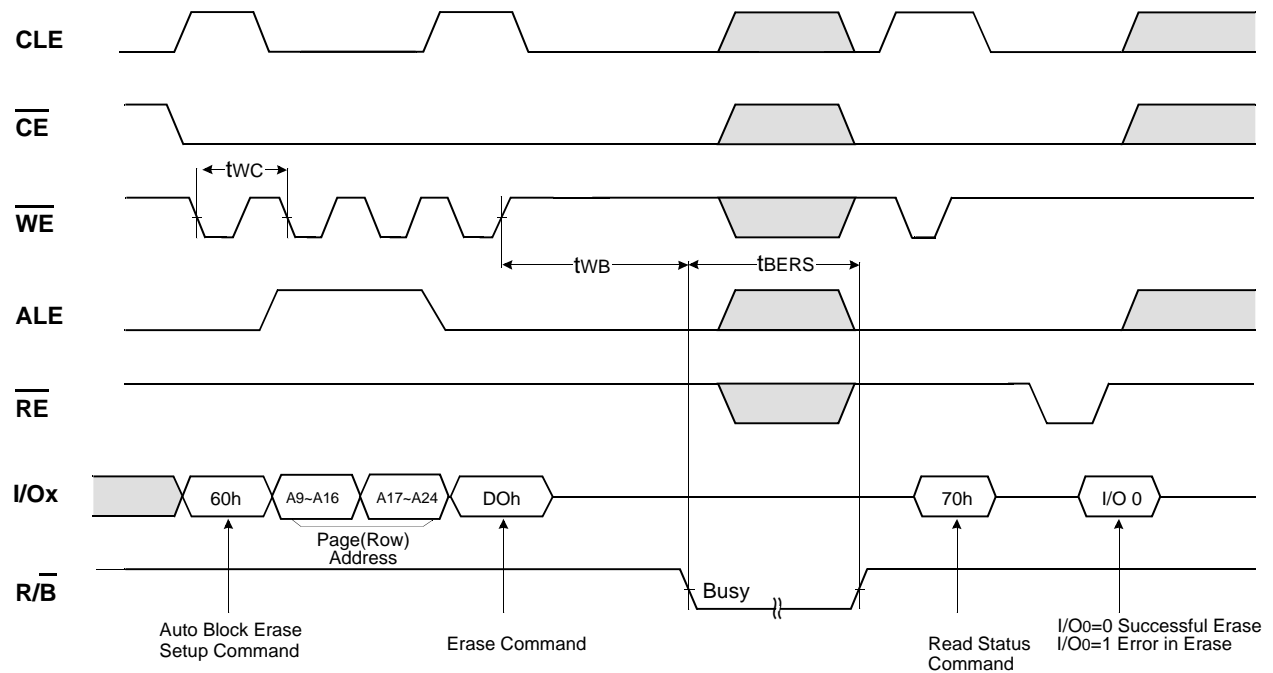 CLE
CE
tWC
WE
tWB
tBERS
ALE
RE
I/Ox
60h
A9~A16
A17~A24
DOh
70h
I/O 0
Page(Row)
Address
R/B
Busy
Auto Block Erase
Setup Command
Erase Command
Read Status
Command
I/O0=0 Successful Erase
I/O0=1 Error in Erase